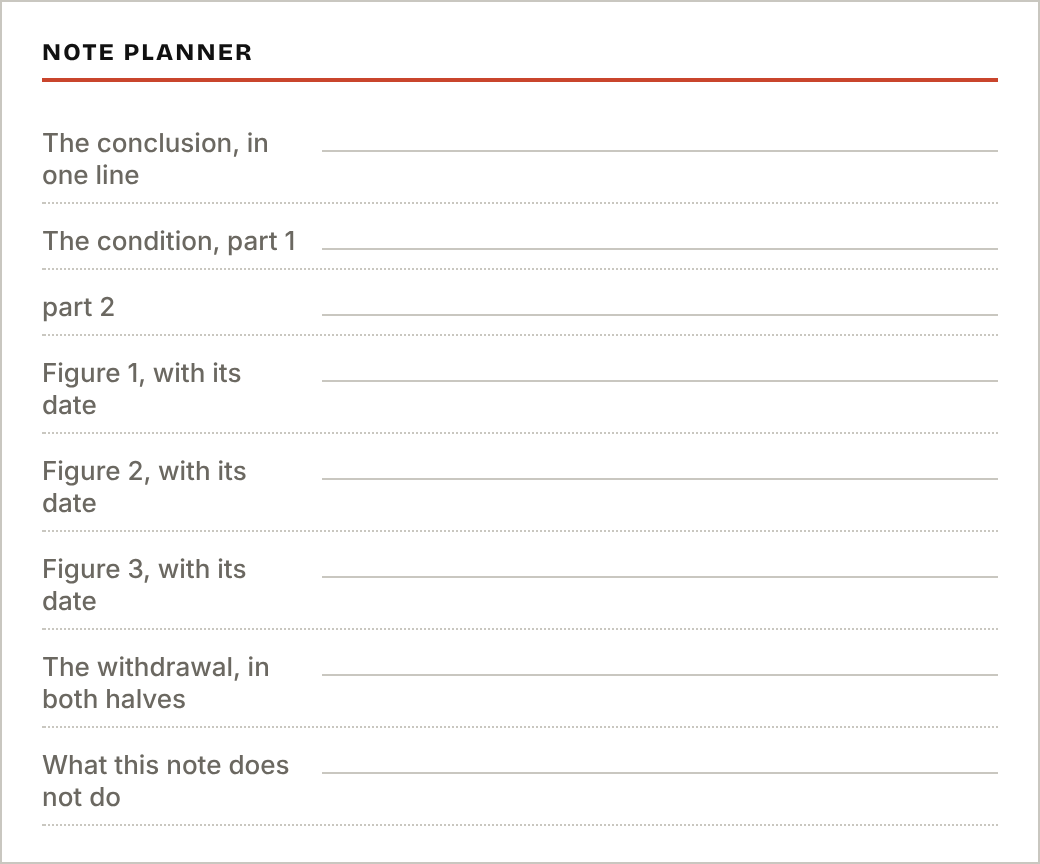 NOTE PLANNER
The conclusion, in
one line
The condition, part 1
part 2
Figure 1, with its
date
Figure 2, with its
date
Figure 3, with its
date
The withdrawal, in
both halves
What this note does
not do